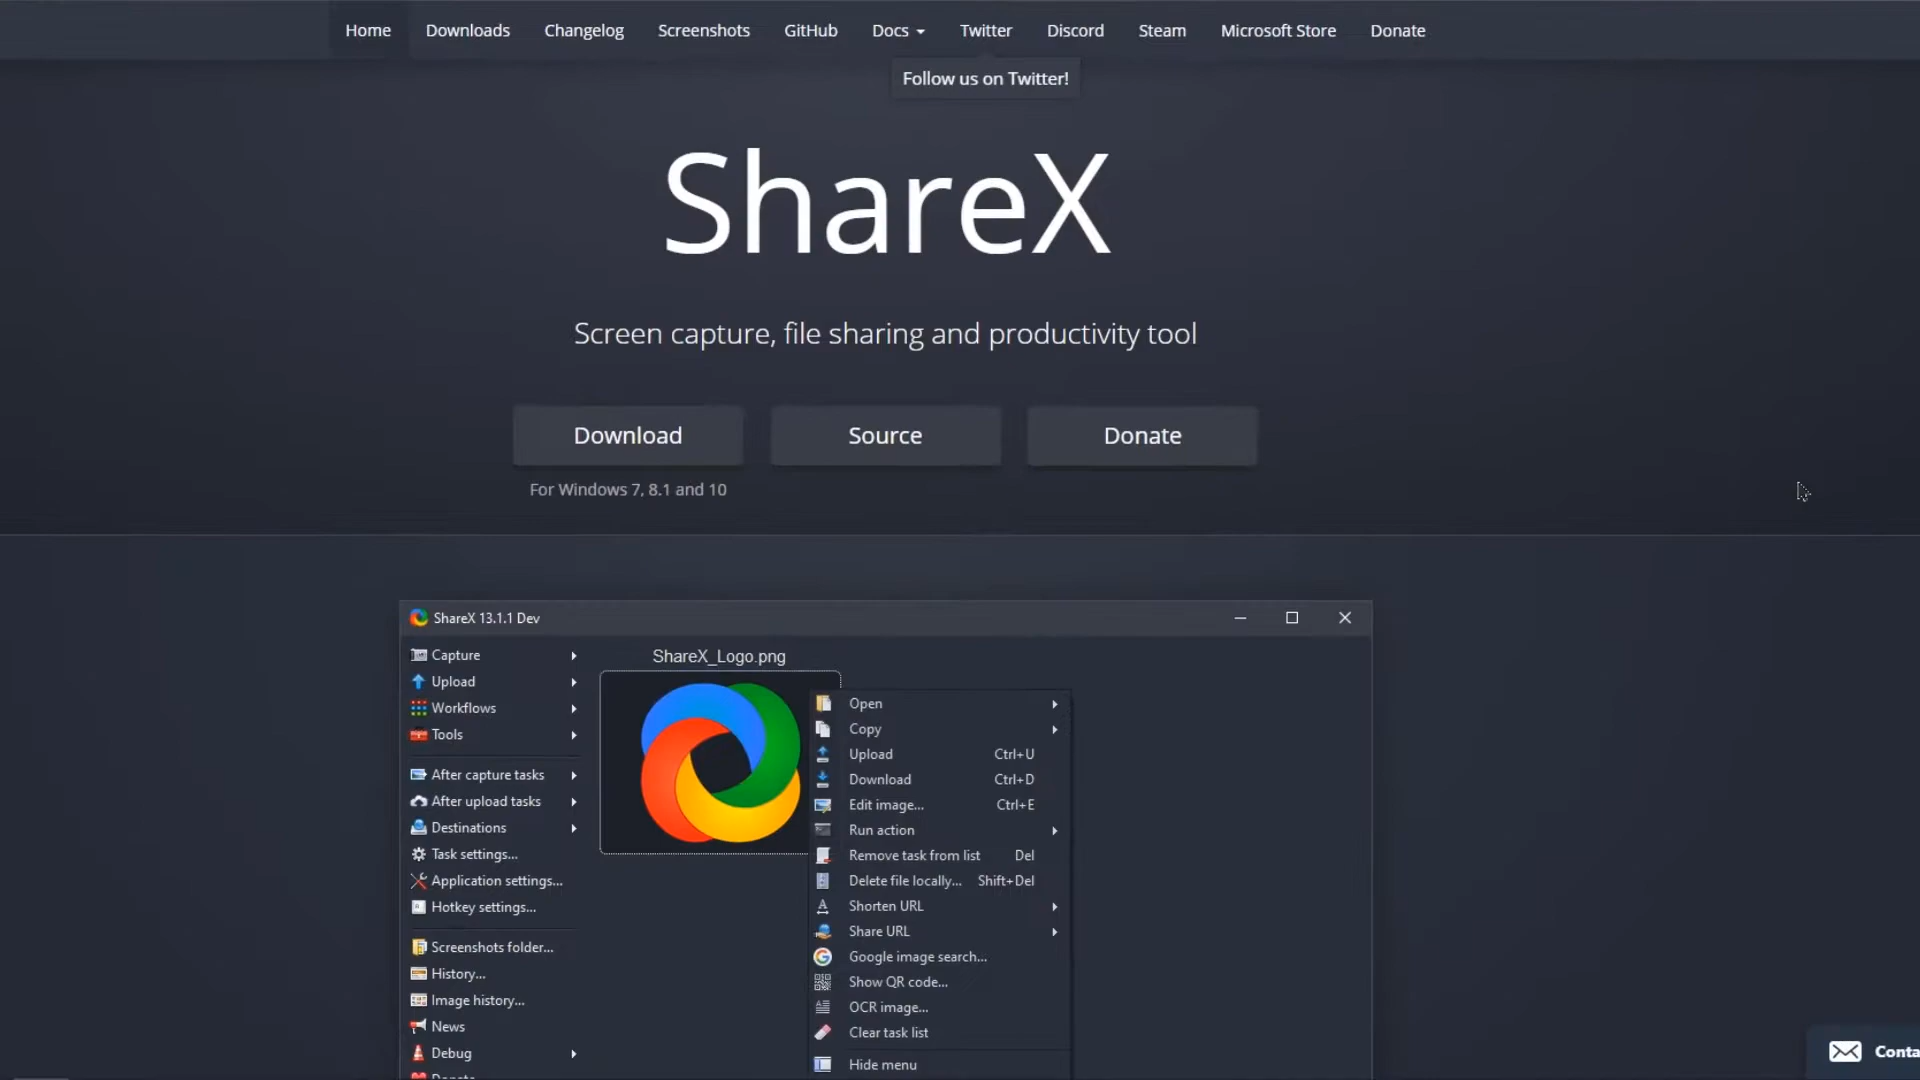 Home Downloads Changelog Screenshots GitHub Docs Twitter Discord Steam Microsoft Store Donate
Follow us on Twitter!
ShareX
Screen capture, file sharing and productivity tool
Download Source Donate
For Windows 7, 8.1 and 10
ShareX 13.1.1 Dev
Capture
Upload
Workflows
Tools
After capture tasks
After upload tasks
Destinations
Task settings...
Application settings...
Hotkey settings...
Screenshots folder...
History...
Image history...
News
Debug
Donate
ShareX_Logo.png
Open
Copy
Upload Ctrl+U
Download Ctrl+D
Edit image... Ctrl+E
Run action
Remove task from list Del
Delete file locally... Shift+Del
Shorten URL
Share URL
Google image search...
Show QR code...
OCR image...
Clear task list
Hide menu
Conta